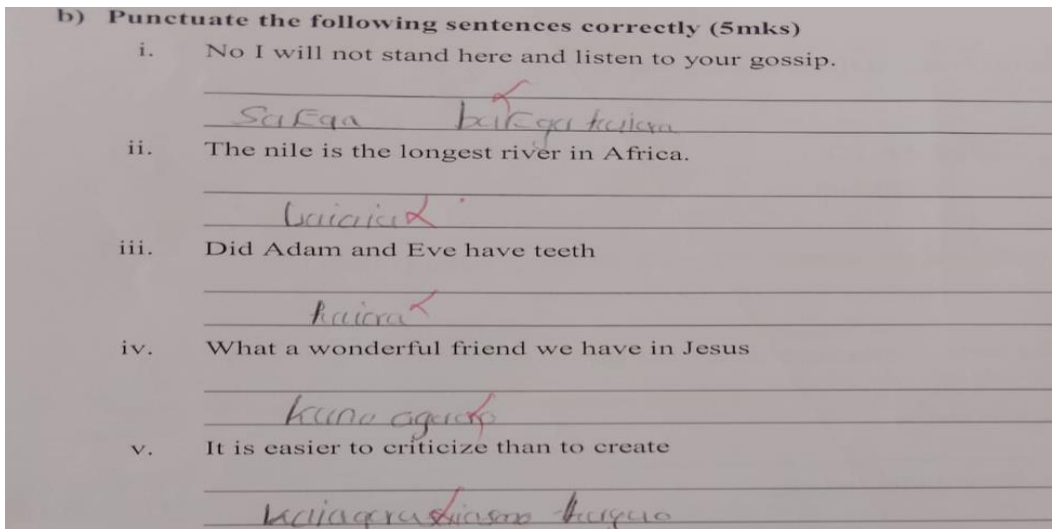 b) Punctuate the following sentences correctly (5mks)
i. No I will not stand here and listen to your gossip.
ii. The nile is the longest river in Africa.
iii. Did Adam and Eve have teeth
iv. What a wonderful friend we have in Jesus
v. It is easier to criticize than to create